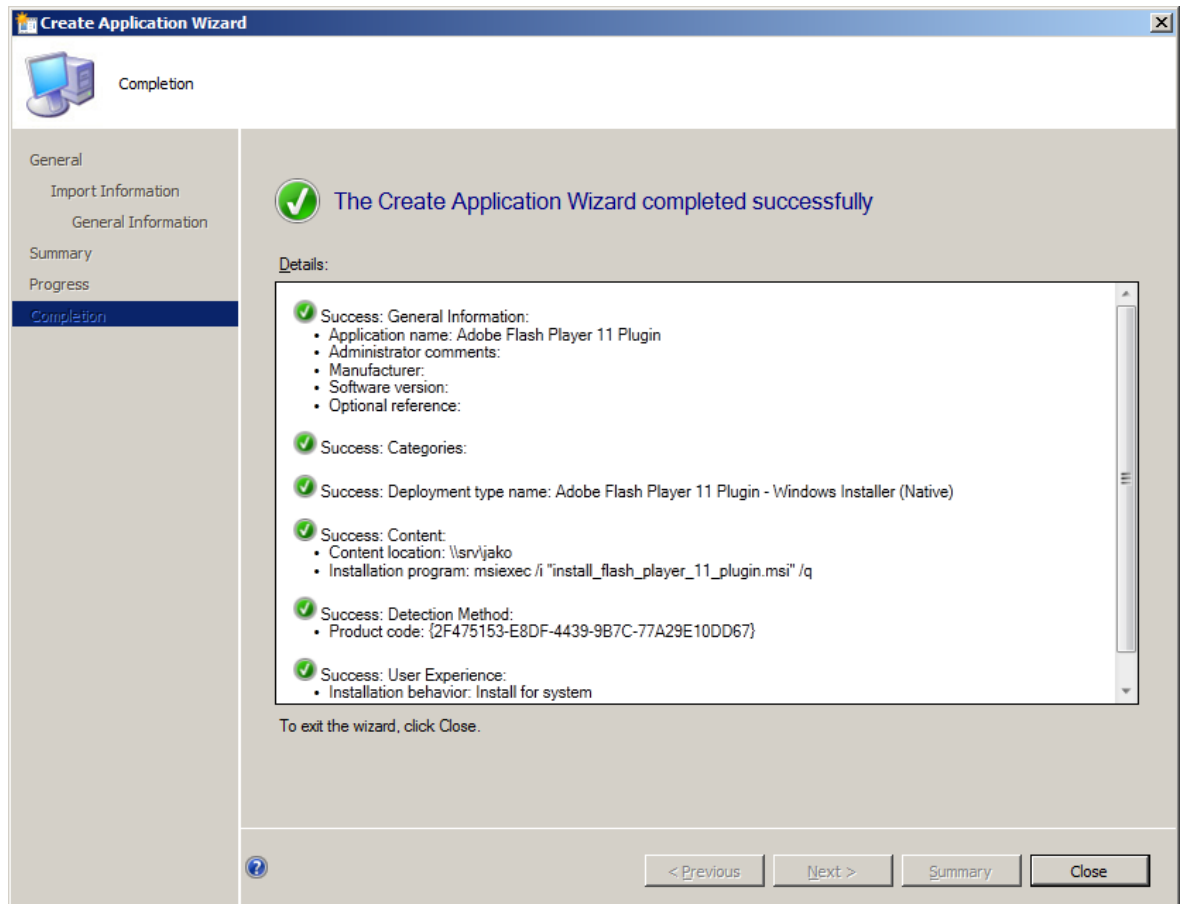 Create Application Wizard
Completion
General
Import Information
General Information
Summary
Progress
Completion
The Create Application Wizard completed successfully
Details:
Success: General Information:
• Application name: Adobe Flash Player 11 Plugin
• Administrator comments:
• Manufacturer:
• Software version:
• Optional reference:
Success: Categories:
Success: Deployment type name: Adobe Flash Player 11 Plugin - Windows Installer (Native)
Success: Content:
• Content location: \\srv\jako
• Installation program: msiexec /i "install_flash_player_11_plugin.msi" /q
Success: Detection Method:
• Product code: {2F475153-E8DF-4439-9B7C-77A29E10DD67}
Success: User Experience:
• Installation behavior: Install for system
To exit the wizard, click Close.
< Previous
Next >
Summary
Close